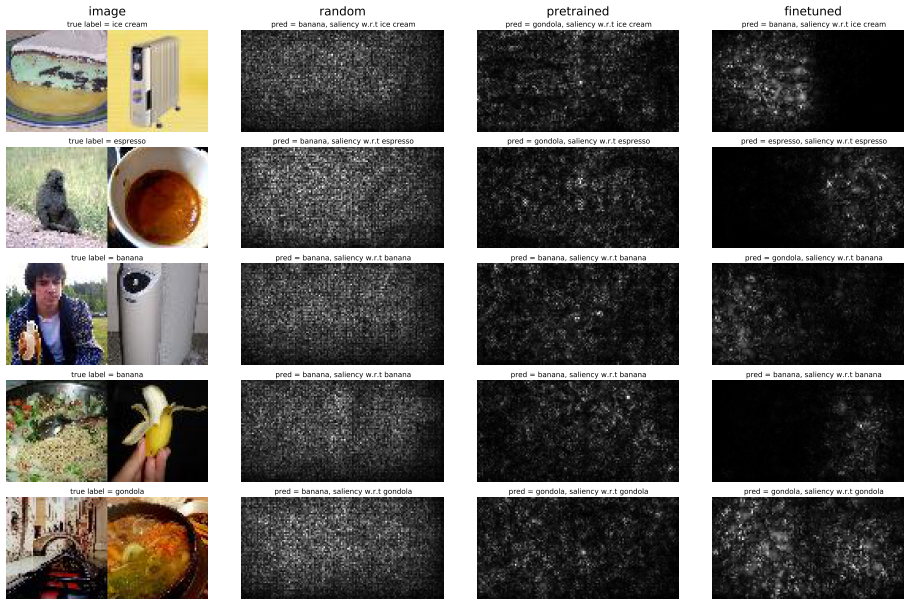 image random pretrained finetuned
true label = ice cream pred = banana, saliency w.r.t ice cream pred = gondola, saliency w.r.t ice cream pred = banana, saliency w.r.t ice cream
true label = espresso pred = banana, saliency w.r.t espresso pred = gondola, saliency w.r.t espresso pred = espresso, saliency w.r.t espresso
true label = banana pred = banana, saliency w.r.t banana pred = banana, saliency w.r.t banana pred = gondola, saliency w.r.t banana
true label = banana pred = banana, saliency w.r.t banana pred = banana, saliency w.r.t banana pred = banana, saliency w.r.t banana
true label = gondola pred = banana, saliency w.r.t gondola pred = gondola, saliency w.r.t gondola pred = gondola, saliency w.r.t gondola